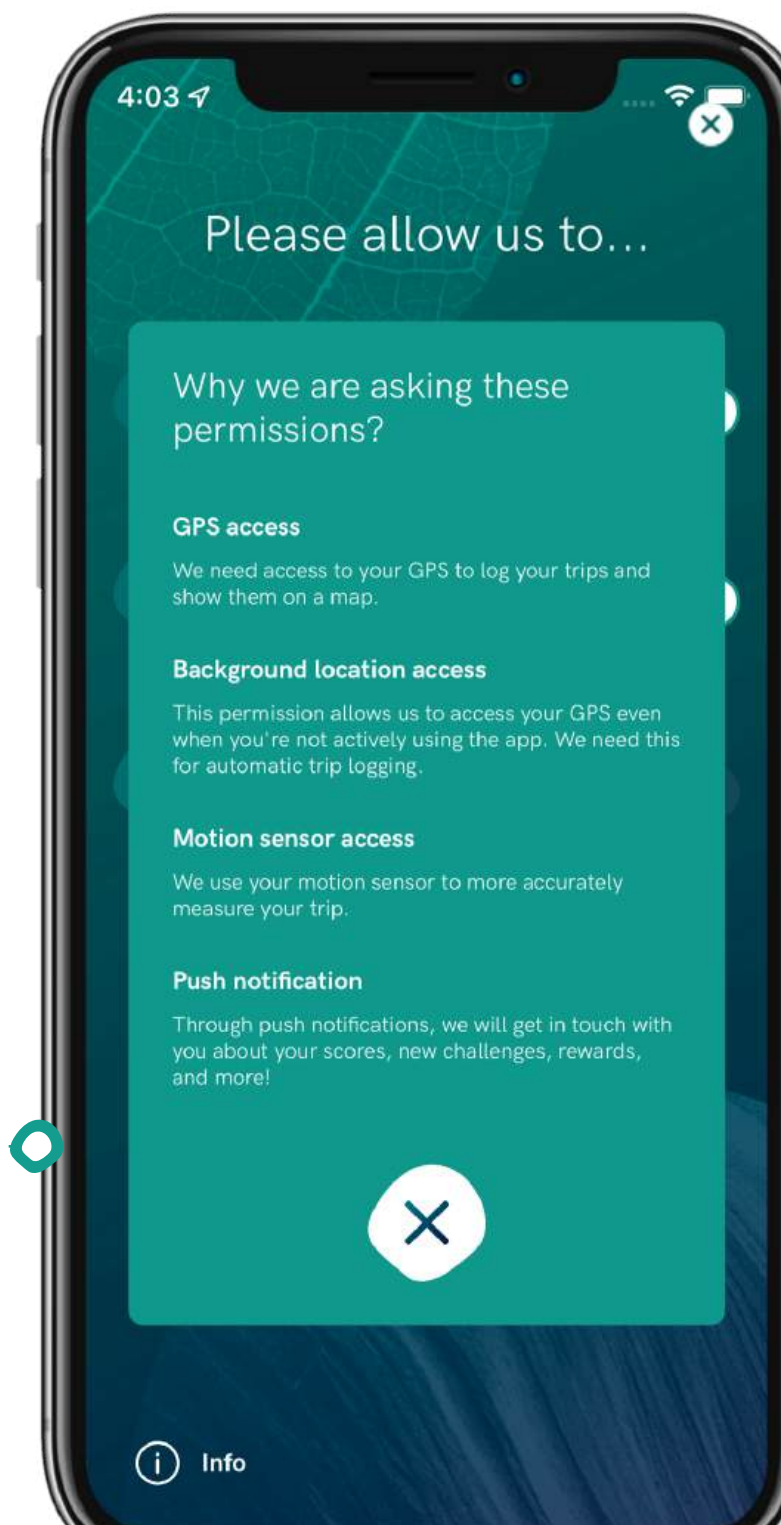 4:03
Please allow us to...
Why we are asking these
permissions?
GPS access
We need access to your GPS to log your trips and
show them on a map.
Background location access
This permission allows us to access your GPS even
when you're not actively using the app. We need this
for automatic trip logging.
Motion sensor access
We use your motion sensor to more accurately
measure your trip.
Push notification
Through push notifications, we will get in touch with
you about your scores, new challenges, rewards,
and more!
Info